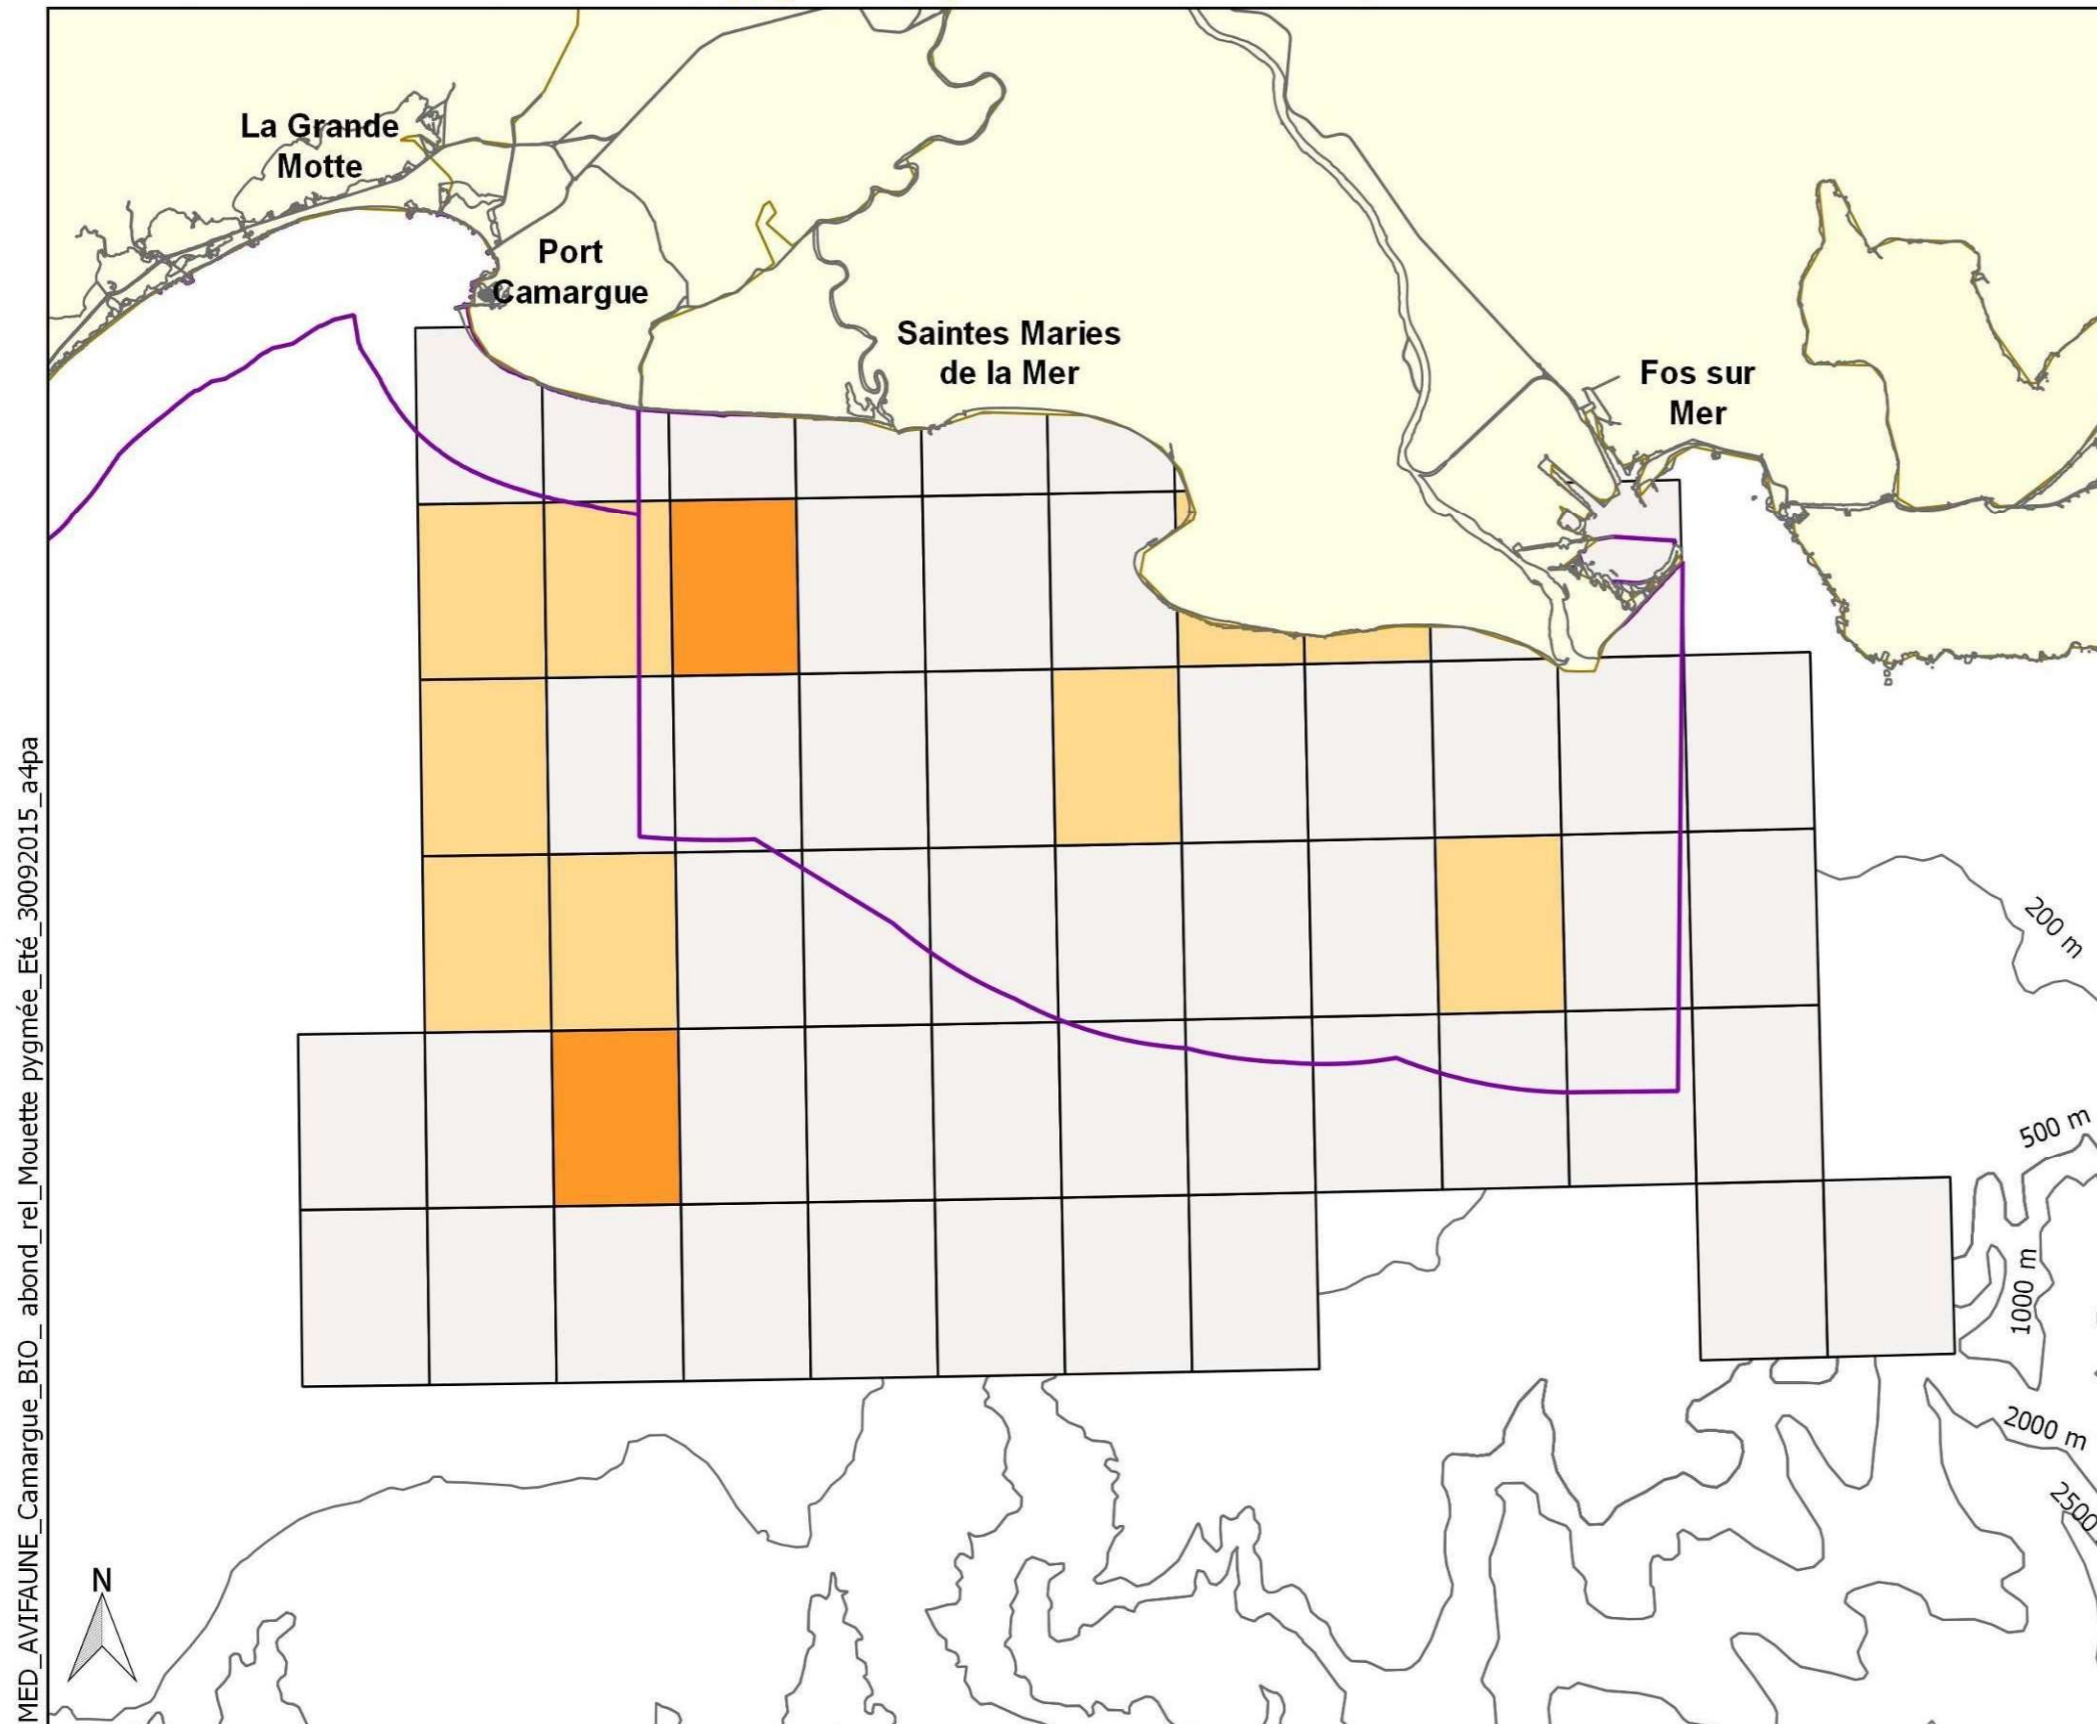 La Grande
Motte
Port
Camargue
Saintes Maries
de la Mer
Fos sur
Mer
200 m
500 m
1000 m
2000 m
2500
N
MED_AVIFAUNE_Camargue_BIO_ abond_rel_Mouette pygmée_Eté_30092015_a4pa